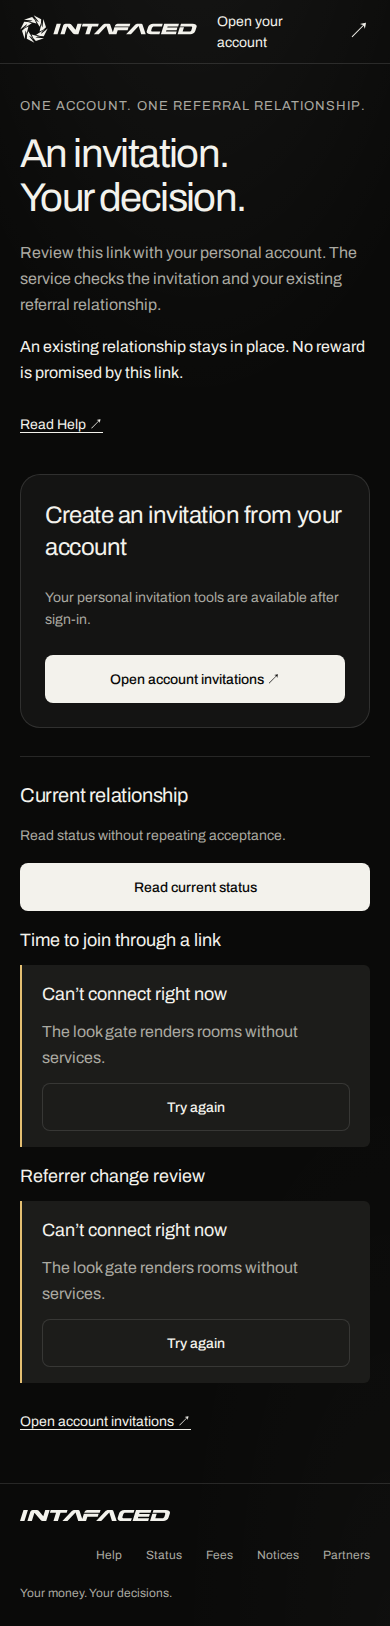 INTAFACED
Open your
account ↗
ONE ACCOUNT. ONE REFERRAL RELATIONSHIP.
An invitation.
Your decision.
Review this link with your personal account. The
service checks the invitation and your existing
referral relationship.
An existing relationship stays in place. No reward
is promised by this link.
Read Help ↗
Create an invitation from your
account
Your personal invitation tools are available after
sign-in.
Open account invitations ↗
Current relationship
Read status without repeating acceptance.
Read current status
Time to join through a link
Can’t connect right now
The look gate renders rooms without
services.
Try again
Referrer change review
Can’t connect right now
The look gate renders rooms without
services.
Try again
Open account invitations ↗
INTAFACED
Help Status Fees Notices Partners
Your money. Your decisions.